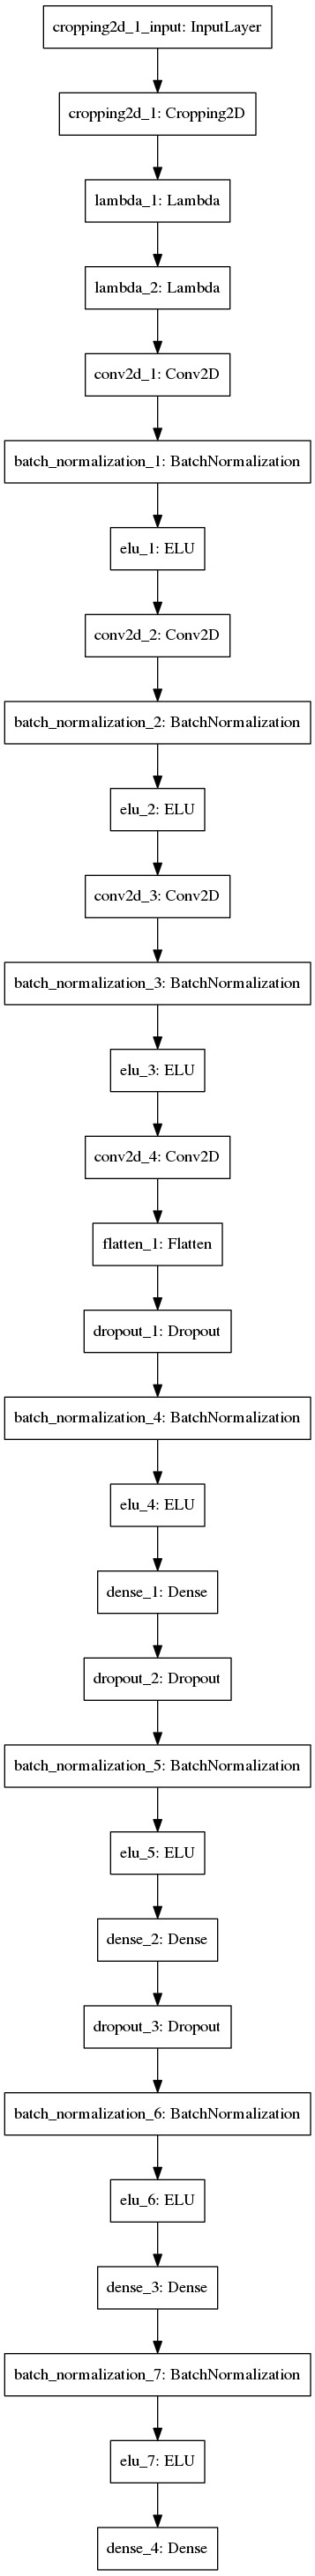 cropping2d_1_input: InputLayer
cropping2d_1: Cropping2D
lambda_1: Lambda
lambda_2: Lambda
conv2d_1: Conv2D
batch_normalization_1: BatchNormalization
elu_1: ELU
conv2d_2: Conv2D
batch_normalization_2: BatchNormalization
elu_2: ELU
conv2d_3: Conv2D
batch_normalization_3: BatchNormalization
elu_3: ELU
conv2d_4: Conv2D
flatten_1: Flatten
dropout_1: Dropout
batch_normalization_4: BatchNormalization
elu_4: ELU
dense_1: Dense
dropout_2: Dropout
batch_normalization_5: BatchNormalization
elu_5: ELU
dense_2: Dense
dropout_3: Dropout
batch_normalization_6: BatchNormalization
elu_6: ELU
dense_3: Dense
batch_normalization_7: BatchNormalization
elu_7: ELU
dense_4: Dense